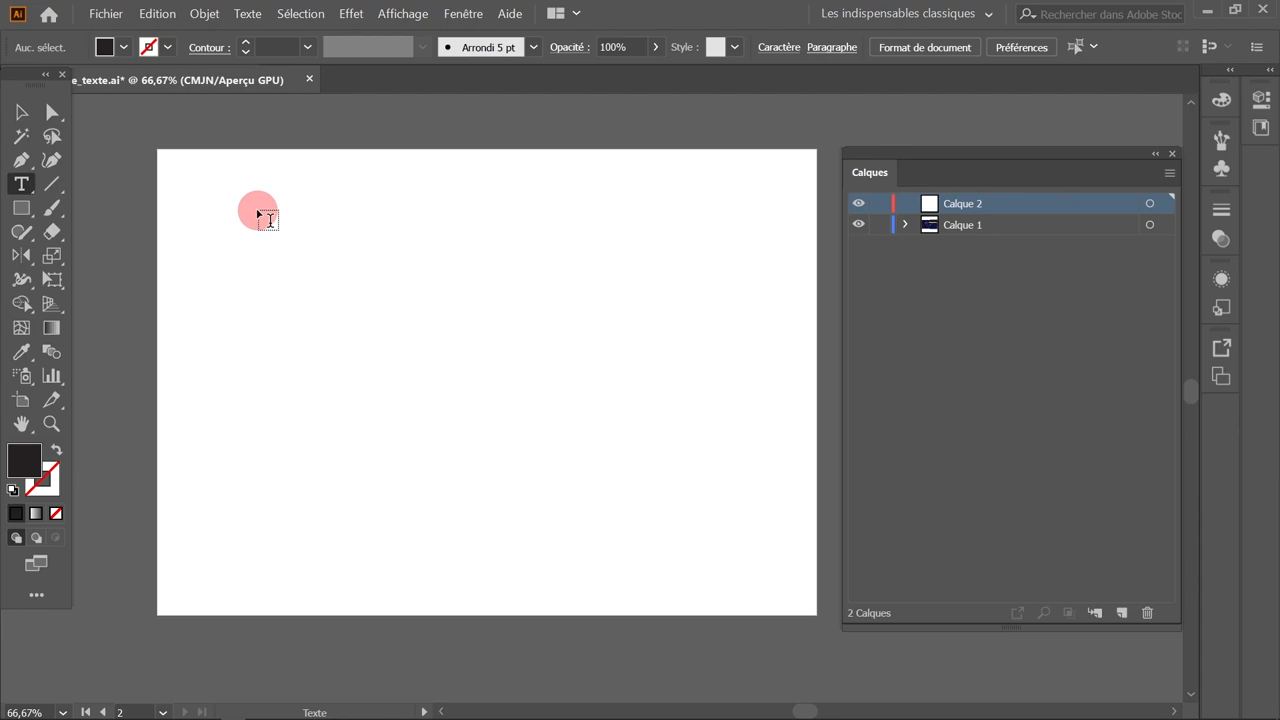 Ai
Fichier Edition Objet Texte Sélection Effet Affichage Fenêtre Aide
Les indispensables classiques
Rechercher dans Adobe Stoc
Auc. sélect.
Contour :
Arrondi 5 pt
Opacité :
100%
Style :
Caractère
Paragraphe
Format de document
Préférences
e_texte.ai* @ 66,67% (CMJN/Aperçu GPU)
Calques
Calque 2
Calque 1
2 Calques
66,67%
2
Texte